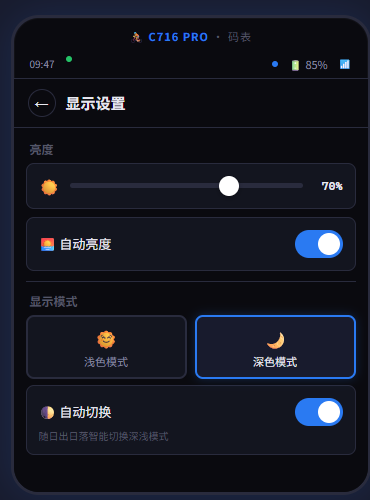 C716 PRO · 码表
09:47 85%
← 显示设置
亮度
70%
自动亮度
显示模式
浅色模式 深色模式
自动切换
随日出日落智能切换深浅模式